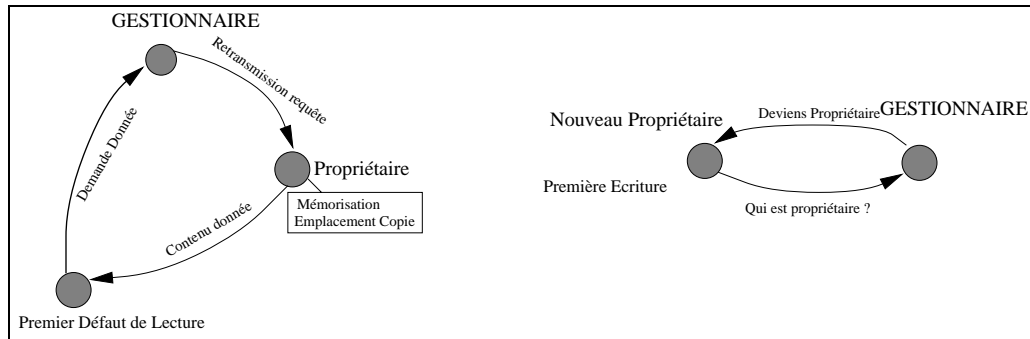 GESTIONNAIRE
Retransmission requête
Demande Donnée
Propriétaire
Mémorisation
Emplacement Copie
Contenu donnée
Premier Défaut de Lecture
Deviens Propriétaire
GESTIONNAIRE
Nouveau Propriétaire
Première Ecriture
Qui est propriétaire ?